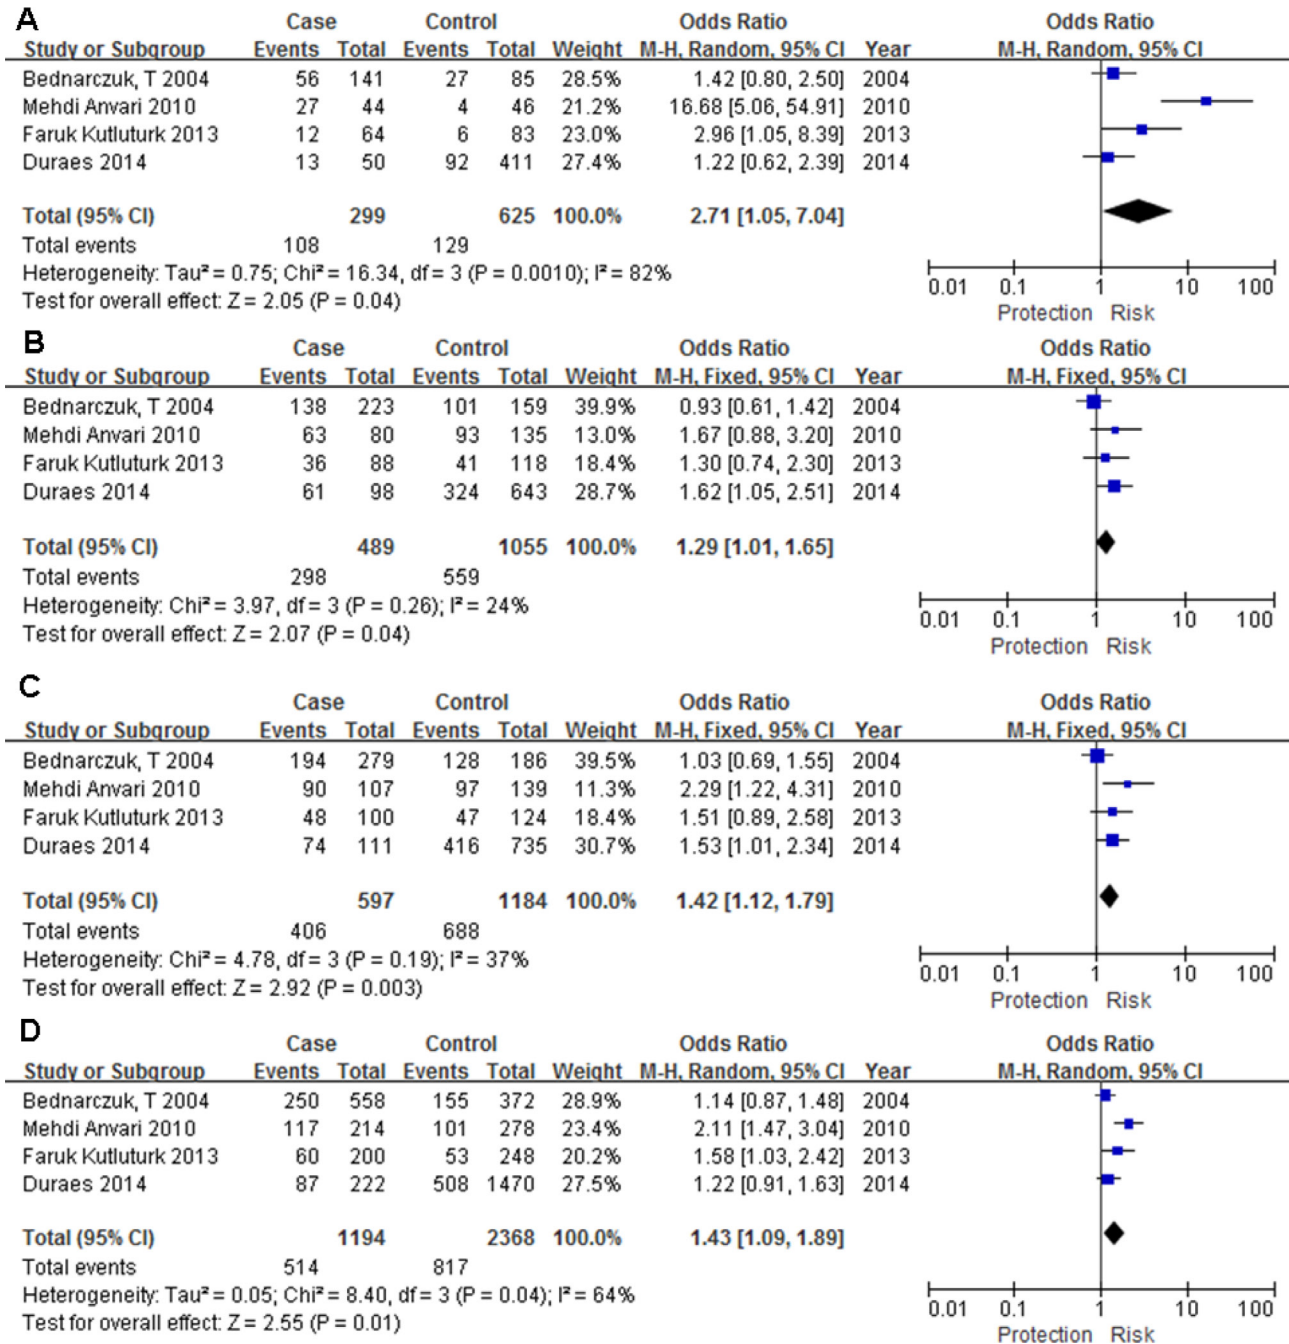 A
Case Control Odds Ratio Odds Ratio
Study or Subgroup Events Total Events Total Weight M-H, Random, 95% CI Year M-H, Random, 95% CI
Bednarczuk, T 2004 56 141 27 85 28.5% 1.42 [0.80, 2.50] 2004
Mehdi Anvari 2010 27 44 4 46 21.2% 16.68 [5.06, 54.91] 2010
Faruk Kutluturk 2013 12 64 6 83 23.0% 2.96 [1.05, 8.39] 2013
Duraes 2014 13 50 92 411 27.4% 1.22 [0.62, 2.39] 2014
Total (95% CI) 299 625 100.0% 2.71 [1.05, 7.04]
Total events 108 129
Heterogeneity: Tau² = 0.75; Chi² = 16.34, df = 3 (P = 0.0010); I² = 82%
Test for overall effect: Z = 2.05 (P = 0.04)
0.01 0.1 1 10 100
Protection Risk
B
Case Control Odds Ratio Odds Ratio
Study or Subgroup Events Total Events Total Weight M-H, Fixed, 95% CI Year M-H, Fixed, 95% CI
Bednarczuk, T 2004 138 223 101 159 39.9% 0.93 [0.61, 1.42] 2004
Mehdi Anvari 2010 63 80 93 135 13.0% 1.67 [0.88, 3.20] 2010
Faruk Kutluturk 2013 36 88 41 118 18.4% 1.30 [0.74, 2.30] 2013
Duraes 2014 61 98 324 643 28.7% 1.62 [1.05, 2.51] 2014
Total (95% CI) 489 1055 100.0% 1.29 [1.01, 1.65]
Total events 298 559
Heterogeneity: Chi² = 3.97, df = 3 (P = 0.26); I² = 24%
Test for overall effect: Z = 2.07 (P = 0.04)
0.01 0.1 1 10 100
Protection Risk
C
Case Control Odds Ratio Odds Ratio
Study or Subgroup Events Total Events Total Weight M-H, Fixed, 95% CI Year M-H, Fixed, 95% CI
Bednarczuk, T 2004 194 279 128 186 39.5% 1.03 [0.69, 1.55] 2004
Mehdi Anvari 2010 90 107 97 139 11.3% 2.29 [1.22, 4.31] 2010
Faruk Kutluturk 2013 48 100 47 124 18.4% 1.51 [0.89, 2.58] 2013
Duraes 2014 74 111 416 735 30.7% 1.53 [1.01, 2.34] 2014
Total (95% CI) 597 1184 100.0% 1.42 [1.12, 1.79]
Total events 406 688
Heterogeneity: Chi² = 4.78, df = 3 (P = 0.19); I² = 37%
Test for overall effect: Z = 2.92 (P = 0.003)
0.01 0.1 1 10 100
Protection Risk
D
Case Control Odds Ratio Odds Ratio
Study or Subgroup Events Total Events Total Weight M-H, Random, 95% CI Year M-H, Random, 95% CI
Bednarczuk, T 2004 250 558 155 372 28.9% 1.14 [0.87, 1.48] 2004
Mehdi Anvari 2010 117 214 101 278 23.4% 2.11 [1.47, 3.04] 2010
Faruk Kutluturk 2013 60 200 53 248 20.2% 1.58 [1.03, 2.42] 2013
Duraes 2014 87 222 508 1470 27.5% 1.22 [0.91, 1.63] 2014
Total (95% CI) 1194 2368 100.0% 1.43 [1.09, 1.89]
Total events 514 817
Heterogeneity: Tau² = 0.05; Chi² = 8.40, df = 3 (P = 0.04); I² = 64%
Test for overall effect: Z = 2.55 (P = 0.01)
0.01 0.1 1 10 100
Protection Risk